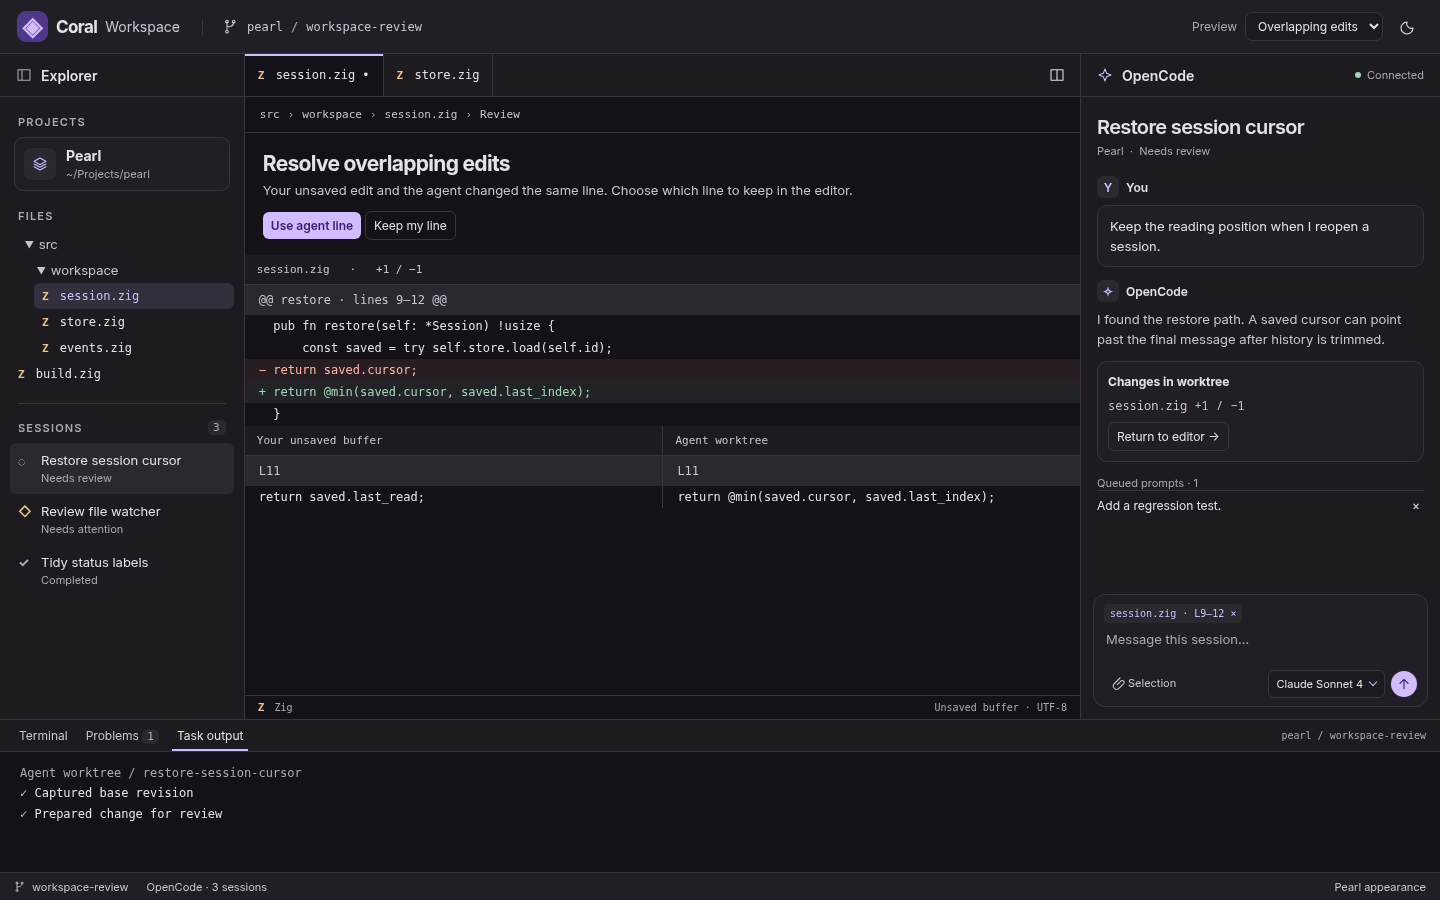 Coral Workspace
pearl / workspace-review
Preview
Overlapping edits
Explorer
PROJECTS
Pearl
~/Projects/pearl
FILES
▼ src
▼ workspace
Z session.zig
Z store.zig
Z events.zig
Z build.zig
SESSIONS 3
Restore session cursor
Needs review
Review file watcher
Needs attention
Tidy status labels
Completed
Z session.zig •
Z store.zig
src › workspace › session.zig › Review
Resolve overlapping edits
Your unsaved edit and the agent changed the same line. Choose which line to keep in the editor.
Use agent line
Keep my line
session.zig · +1 / −1
@@ restore · lines 9–12 @@
pub fn restore(self: *Session) !usize {
const saved = try self.store.load(self.id);
− return saved.cursor;
+ return @min(saved.cursor, saved.last_index);
}
Your unsaved buffer
L11
return saved.last_read;
Agent worktree
L11
return @min(saved.cursor, saved.last_index);
Z Zig
Unsaved buffer · UTF-8
OpenCode
Connected
Restore session cursor
Pearl · Needs review
Y You
Keep the reading position when I reopen a
session.
OpenCode
I found the restore path. A saved cursor can point
past the final message after history is trimmed.
Changes in worktree
session.zig +1 / −1
Return to editor →
Queued prompts · 1
Add a regression test. ×
session.zig · L9–12 ×
Message this session…
Selection
Claude Sonnet 4
Terminal
Problems 1
Task output
pearl / workspace-review
Agent worktree / restore-session-cursor
✓ Captured base revision
✓ Prepared change for review
workspace-review
OpenCode · 3 sessions
Pearl appearance